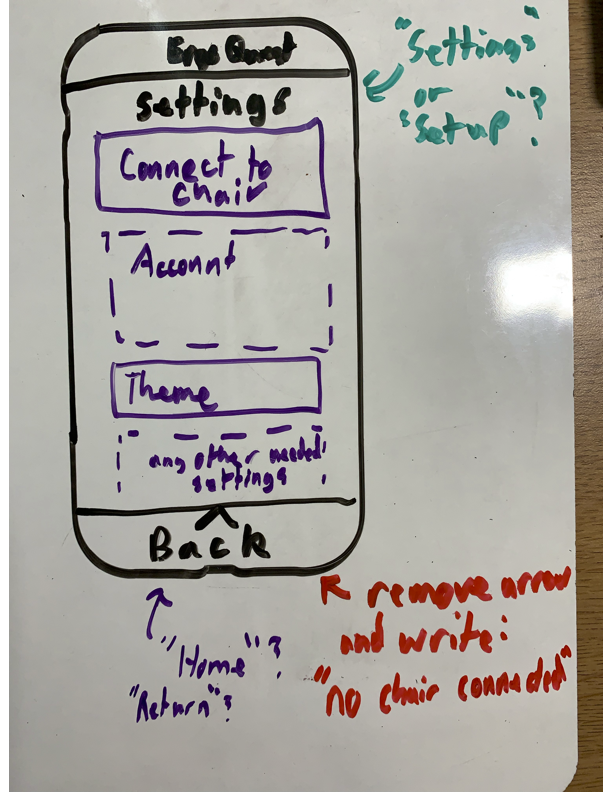 Ergo Quest
settings
"Settings"
or
"Setup"?
Connect to
chair
Account
Theme
any other needed
settings
Back
"Home"?
"Return"?
remove arrow
and write:
"no chair connected"